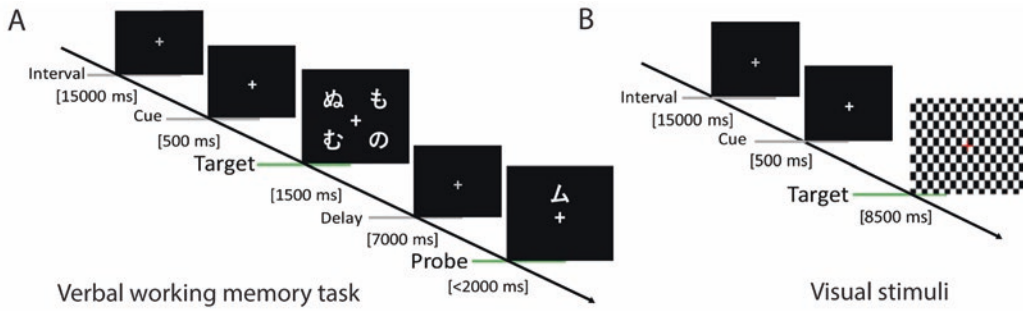 A
Interval
[15000 ms]
Cue
[500 ms]
ぬ も
む の
Target
[1500 ms]
Delay
[7000 ms]
ム
Probe
[<2000 ms]
Verbal working memory task
B
Interval
[15000 ms]
Cue
[500 ms]
Target
[8500 ms]
Visual stimuli